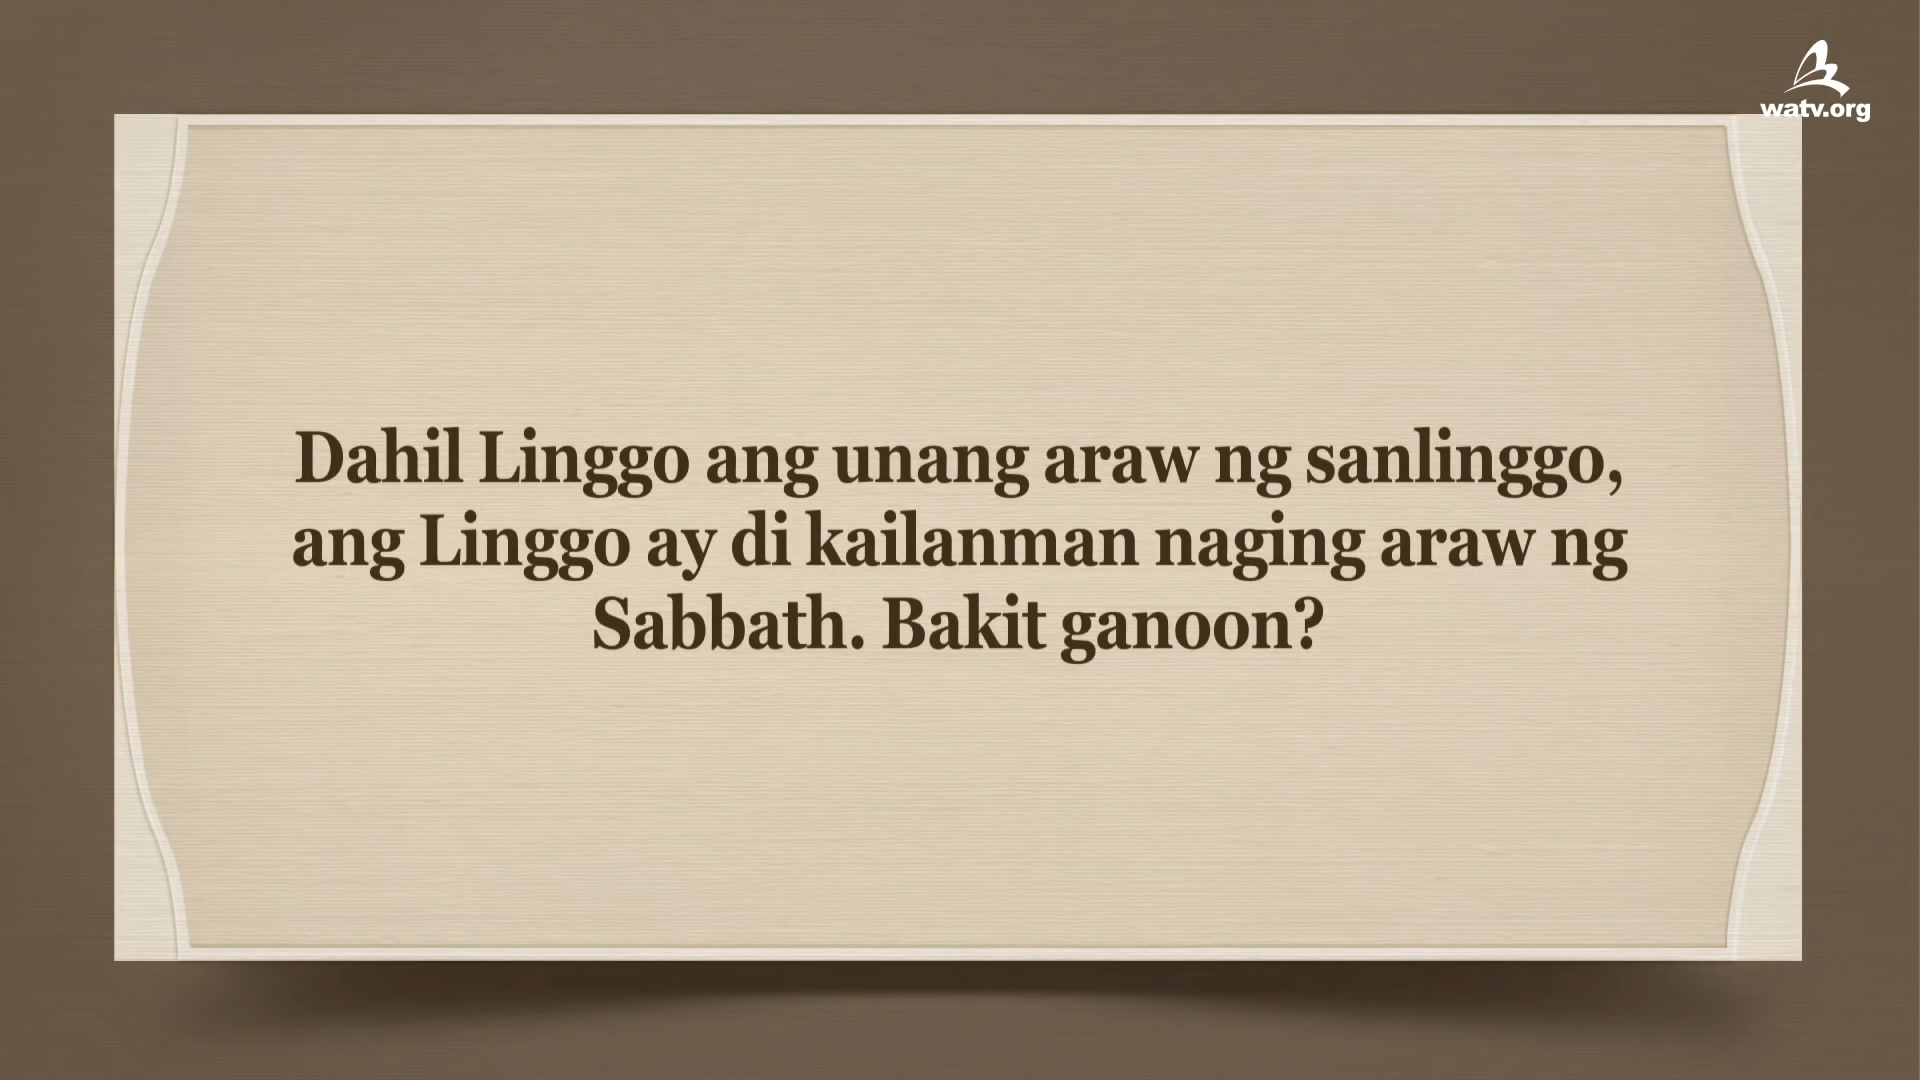 watv.org
Dahil Linggo ang unang araw ng sanlinggo,
ang Linggo ay di kailanman naging araw ng
Sabbath. Bakit ganoon?